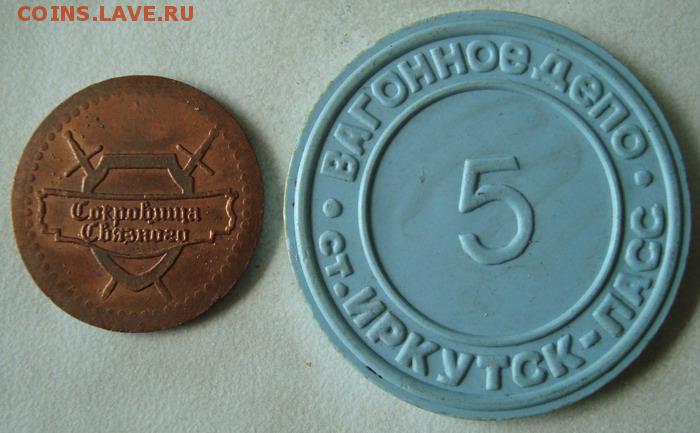 COINS.LAVE.RU
Сокровища
Связного
ВАГОННОЕ ДЕПО
5
• СТ. ИРКУТСК-ПАСС •